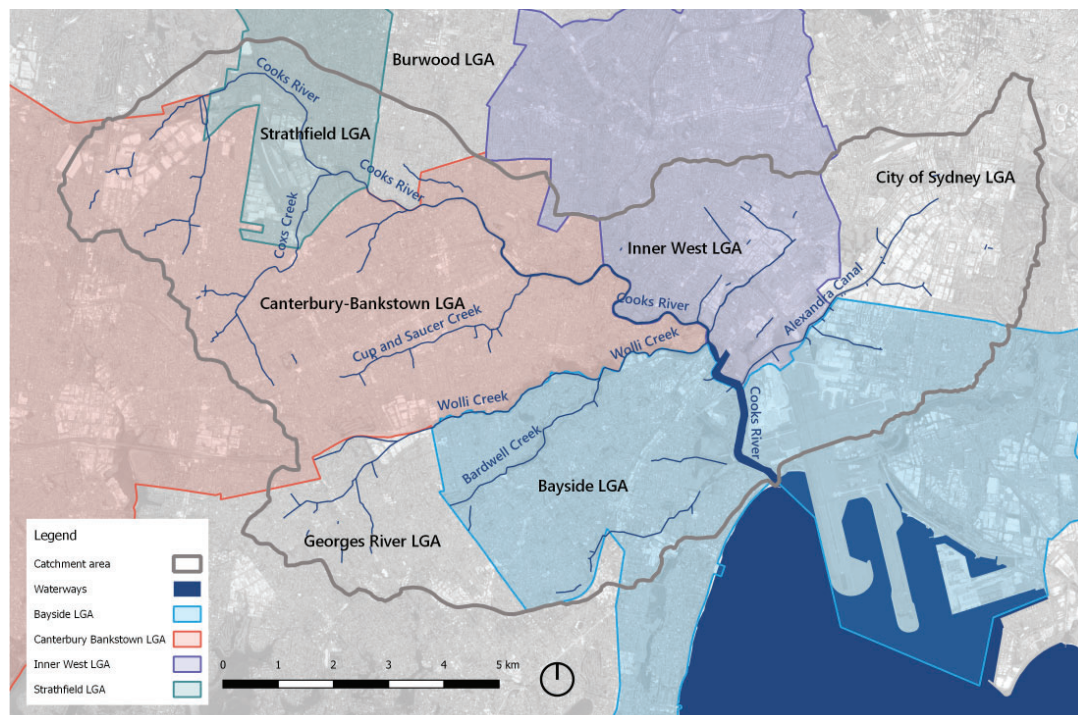 Burwood LGA
Cooks River
Strathfield LGA
Cooks River
City of Sydney LGA
Coxs Creek
Inner West LGA
Alexandra Canal
Canterbury-Bankstown LGA
Cooks River
Cup and Saucer Creek
Wolli Creek
Wolli Creek
Cooks River
Bardwell Creek
Bayside LGA
Georges River LGA
Legend
Catchment area
Waterways
Bayside LGA
Canterbury Bankstown LGA
Inner West LGA
Strathfield LGA
0 1 2 3 4 5 km